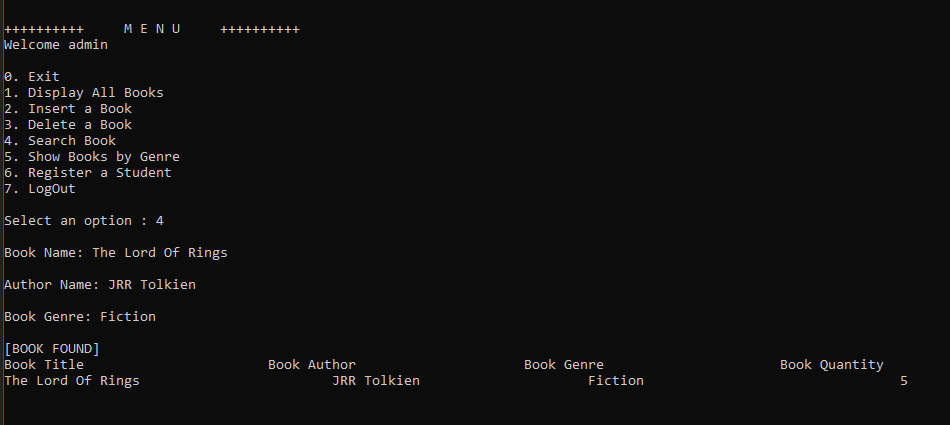 ++++++++++     M E N U     ++++++++++
Welcome admin
0. Exit
1. Display All Books
2. Insert a Book
3. Delete a Book
4. Search Book
5. Show Books by Genre
6. Register a Student
7. LogOut
Select an option : 4
Book Name: The Lord Of Rings
Author Name: JRR Tolkien
Book Genre: Fiction
[BOOK FOUND]
Book Title                       Book Author                     Book Genre                      Book Quantity
The Lord Of Rings                        JRR Tolkien                     Fiction                                5